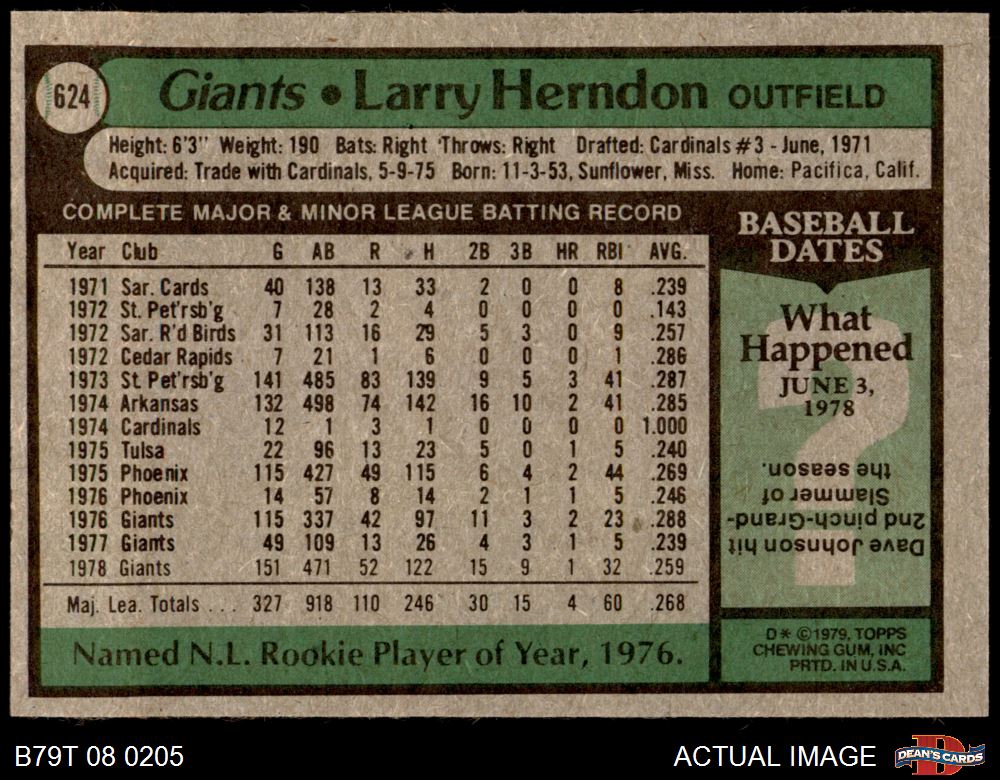 624
Giants • Larry Herndon OUTFIELD
Height: 6'3" Weight: 190 Bats: Right Throws: Right Drafted: Cardinals #3 - June, 1971
Acquired: Trade with Cardinals, 5-9-75 Born: 11-3-53, Sunflower, Miss. Home: Pacifica, Calif.
COMPLETE MAJOR & MINOR LEAGUE BATTING RECORD
Year Club G AB R H 2B 3B HR RBI AVG.
1971 Sar. Cards 40 138 13 33 2 0 0 8 .239
1972 St. Pet'rsb'g 7 28 2 4 0 0 0 0 .143
1972 Sar. R'd Birds 31 113 16 29 5 3 0 9 .257
1972 Cedar Rapids 7 21 1 6 0 0 0 1 .286
1973 St. Pet'rsb'g 141 485 83 139 9 5 3 41 .287
1974 Arkansas 132 498 74 142 16 10 2 41 .285
1974 Cardinals 12 1 3 1 0 0 0 0 1.000
1975 Tulsa 22 96 13 23 5 0 1 5 .240
1975 Phoenix 115 427 49 115 6 4 2 44 .269
1976 Phoenix 14 57 8 14 2 1 1 5 .246
1976 Giants 115 337 42 97 11 3 2 23 .288
1977 Giants 49 109 13 26 4 3 1 5 .239
1978 Giants 151 471 52 122 15 9 1 32 .259
Maj. Lea. Totals . . . 327 918 110 246 30 15 4 60 .268
Named N.L. Rookie Player of Year, 1976.
BASEBALL
DATES
What
Happened
JUNE 3,
1978
?
Dave Johnson hit
2nd pinch-Grand-
Slammer of
the season.
D* ©1979, TOPPS
CHEWING GUM, INC
PRTD. IN U.S.A.
B79T 08 0205
ACTUAL IMAGE
D
DEAN'S CARDS